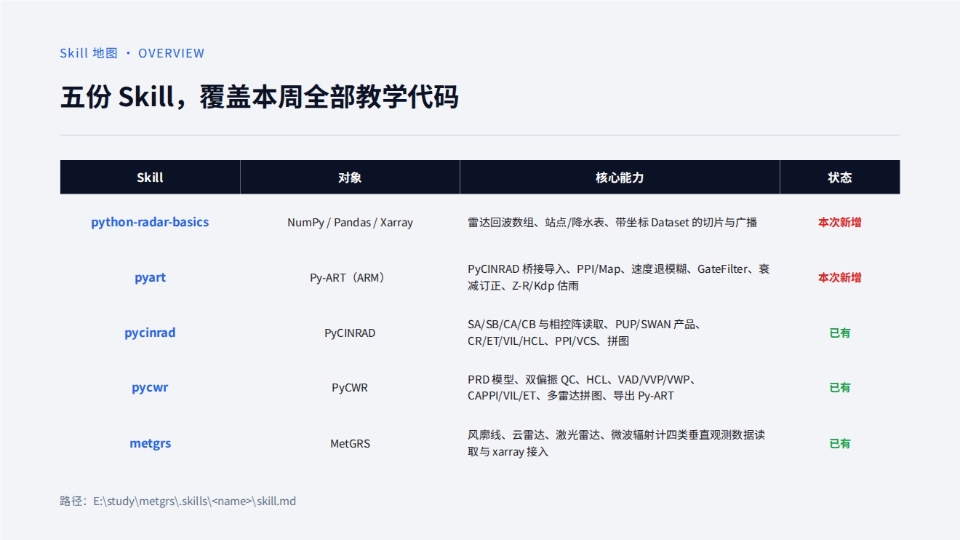 Skill 地图 • OVERVIEW
五份 Skill，覆盖本周全部教学代码
Skill 对象 核心能力 状态
python-radar-basics NumPy / Pandas / Xarray 雷达回波数组、站点/降水表、带坐标 Dataset 的切片与广播 本次新增
pyart Py-ART（ARM） PyCINRAD 桥接导入、PPI/Map、速度退模糊、GateFilter、衰
减订正、Z-R/Kdp 估雨 本次新增
pycinrad PyCINRAD SA/SB/CA/CB 与相控阵读取、PUP/SWAN 产品、
CR/ET/VIL/HCL、PPI/VCS、拼图 已有
pycwr PyCWR PRD 模型、双偏振 QC、HCL、VAD/VVP/VWP、
CAPPI/VIL/ET、多雷达拼图、导出 Py-ART 已有
metgrs MetGRS 风廓线、云雷达、激光雷达、微波辐射计四类垂直观测数据读
取与 xarray 接入 已有
路径：E:\study\metgrs\.skills\<name>\skill.md